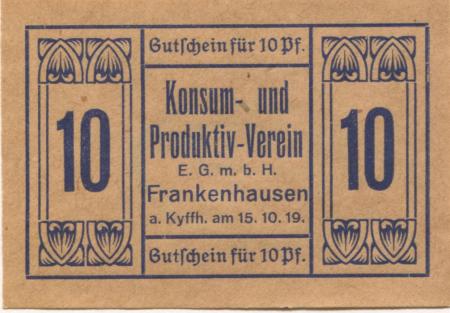 Gutschein für 10 Pf.
10
Konsum- und
Produktiv-Verein
E. G. m. b. H.
Frankenhausen
a. Kyffh. am 15. 10. 19.
10
Gutschein für 10 Pf.